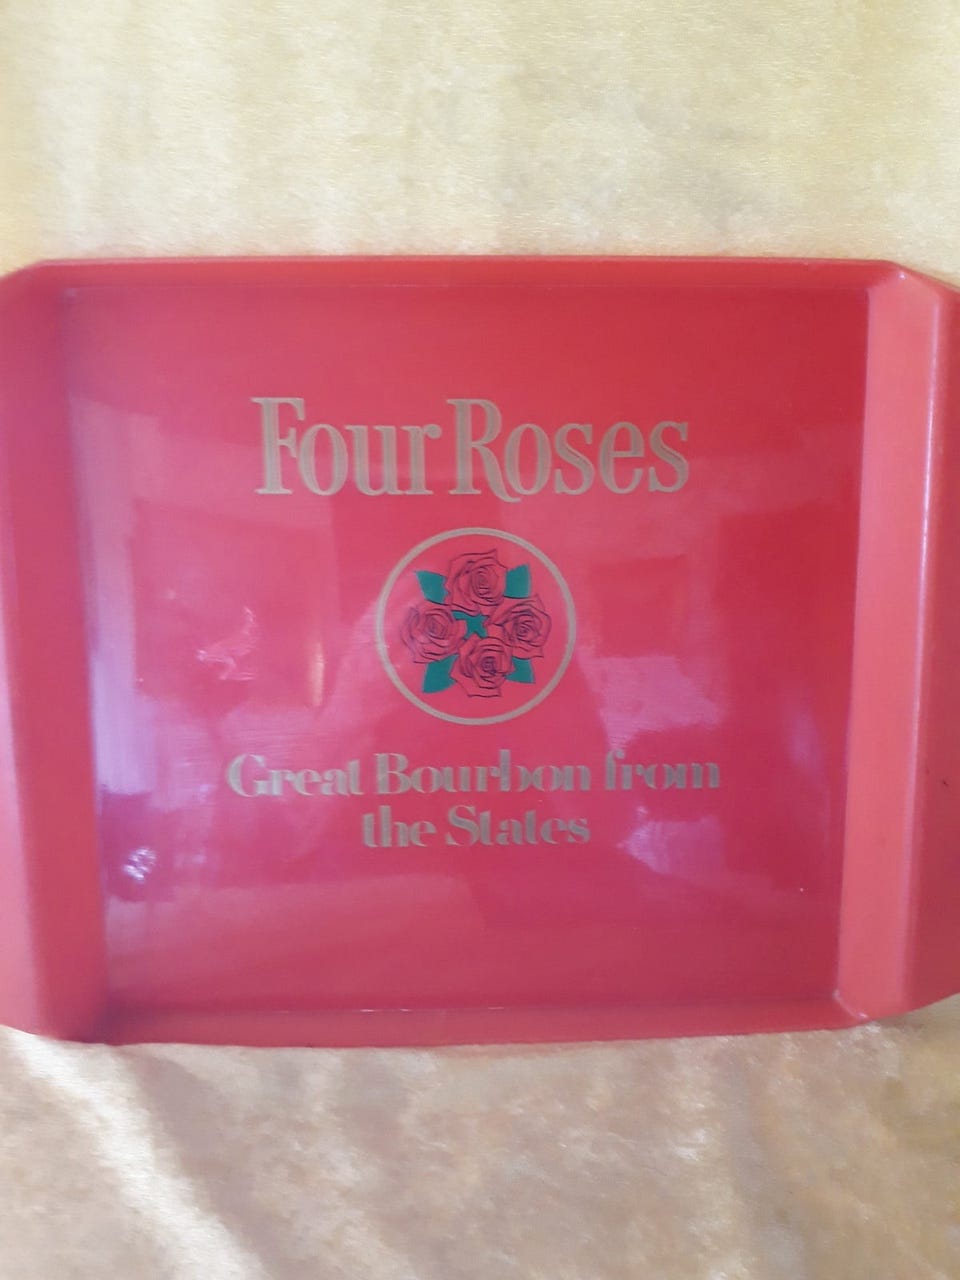 Four Roses
Great Bourbon from
the States